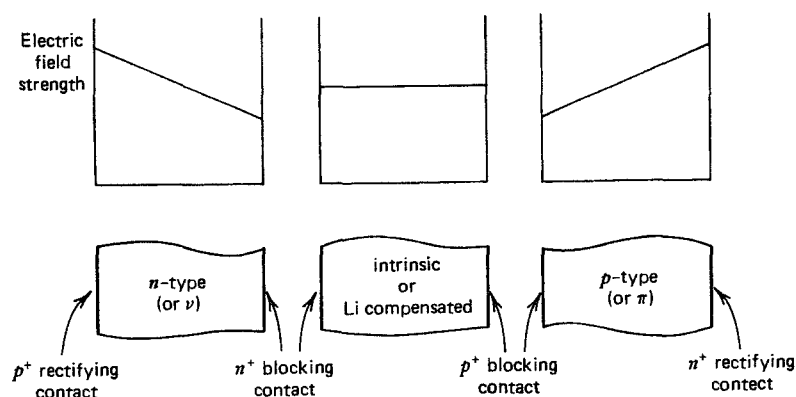 Electric
field
strength
n-type
(or ν)
intrinsic
or
Li compensated
p-type
(or π)
p⁺ rectifying
contact
n⁺ blocking
contact
p⁺ blocking
contact
n⁺ rectifying
contect